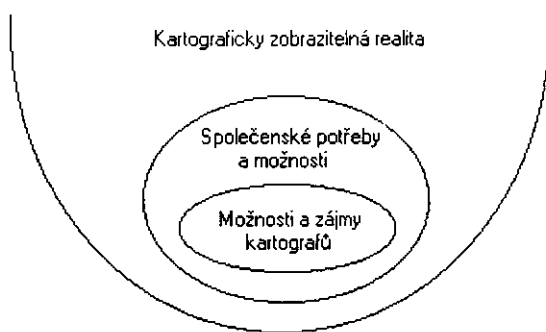 Kartograficky zobrazitelná realita
Společenské potřeby
a možnosti
Možnosti a zájmy
kartografů